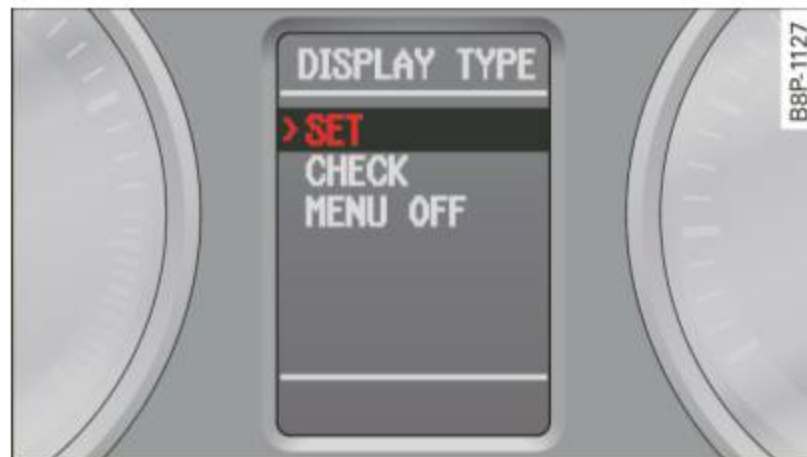 DISPLAY TYPE
>SET
CHECK
MENU OFF
B8P-1127